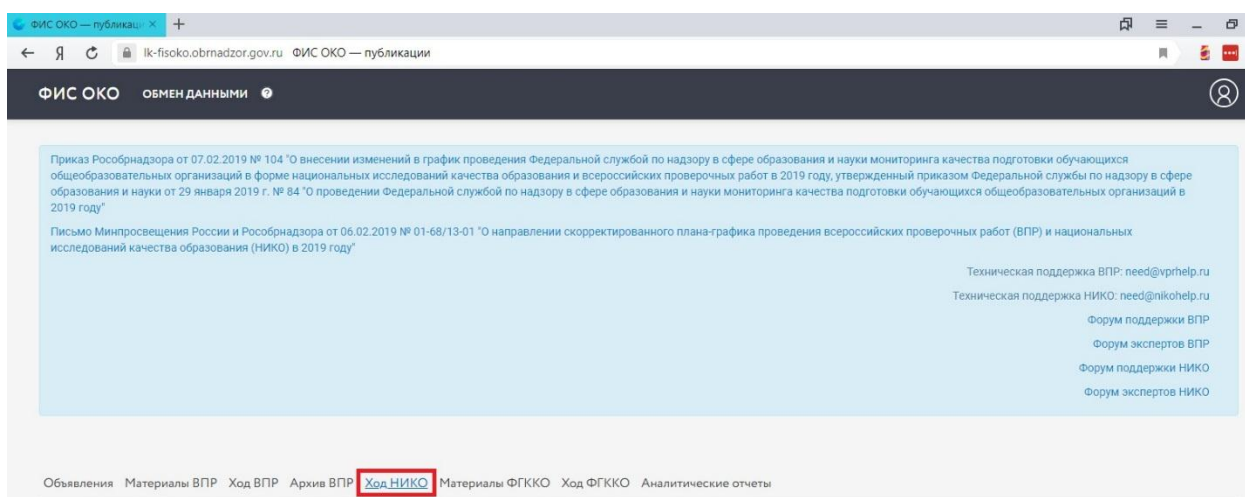 ФИС ОКО — публикаци
lk-fisoko.obrnadzor.gov.ru ФИС ОКО — публикации
ФИС ОКО ОБМЕН ДАННЫМИ ?
Приказ Рособрнадзора от 07.02.2019 № 104 "О внесении изменений в график проведения Федеральной службой по надзору в сфере образования и науки мониторинга качества подготовки обучающихся
общеобразовательных организаций в форме национальных исследований качества образования и всероссийских проверочных работ в 2019 году, утвержденный приказом Федеральной службы по надзору в сфере
образования и науки от 29 января 2019 г. № 84 "О проведении Федеральной службой по надзору в сфере образования и науки мониторинга качества подготовки обучающихся общеобразовательных организаций в
2019 году"
Письмо Минпросвещения России и Рособрнадзора от 06.02.2019 № 01-68/13-01 "О направлении скорректированного плана-графика проведения всероссийских проверочных работ (ВПР) и национальных
исследований качества образования (НИКО) в 2019 году"
Техническая поддержка ВПР: need@vprhelp.ru
Техническая поддержка НИКО: need@nikohelp.ru
Форум поддержки ВПР
Форум экспертов ВПР
Форум поддержки НИКО
Форум экспертов НИКО
Объявления Материалы ВПР Ход ВПР Архив ВПР Ход НИКО Материалы ФГККО Ход ФГККО Аналитические отчеты